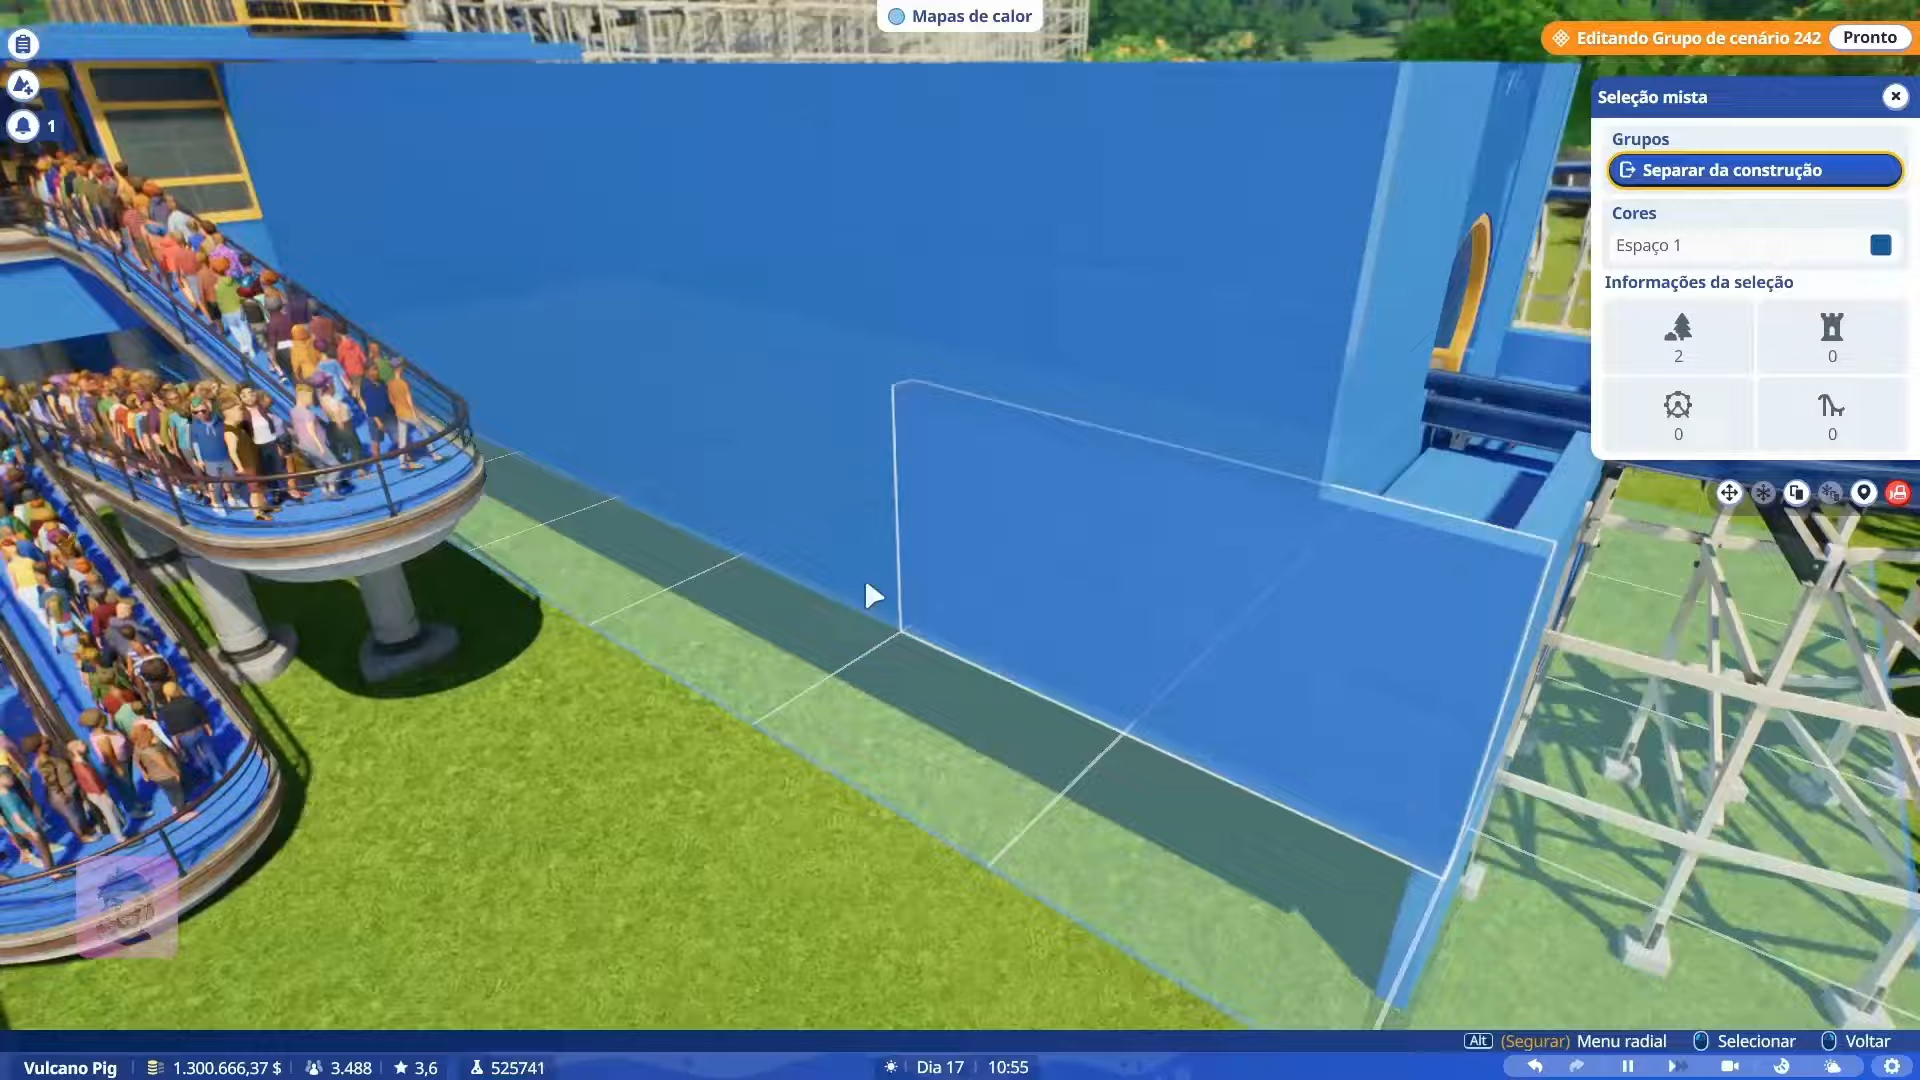 Mapas de calor
Editando Grupo de cenário 242
Pronto
1
Seleção mista
Grupos
Separar da construção
Cores
Espaço 1
Informações da seleção
2
0
0
0
Alt (Segurar) Menu radial
Selecionar
Voltar
Vulcano Pig
1.300.666,37 $
3.488
3,6
525741
Dia 17
10:55